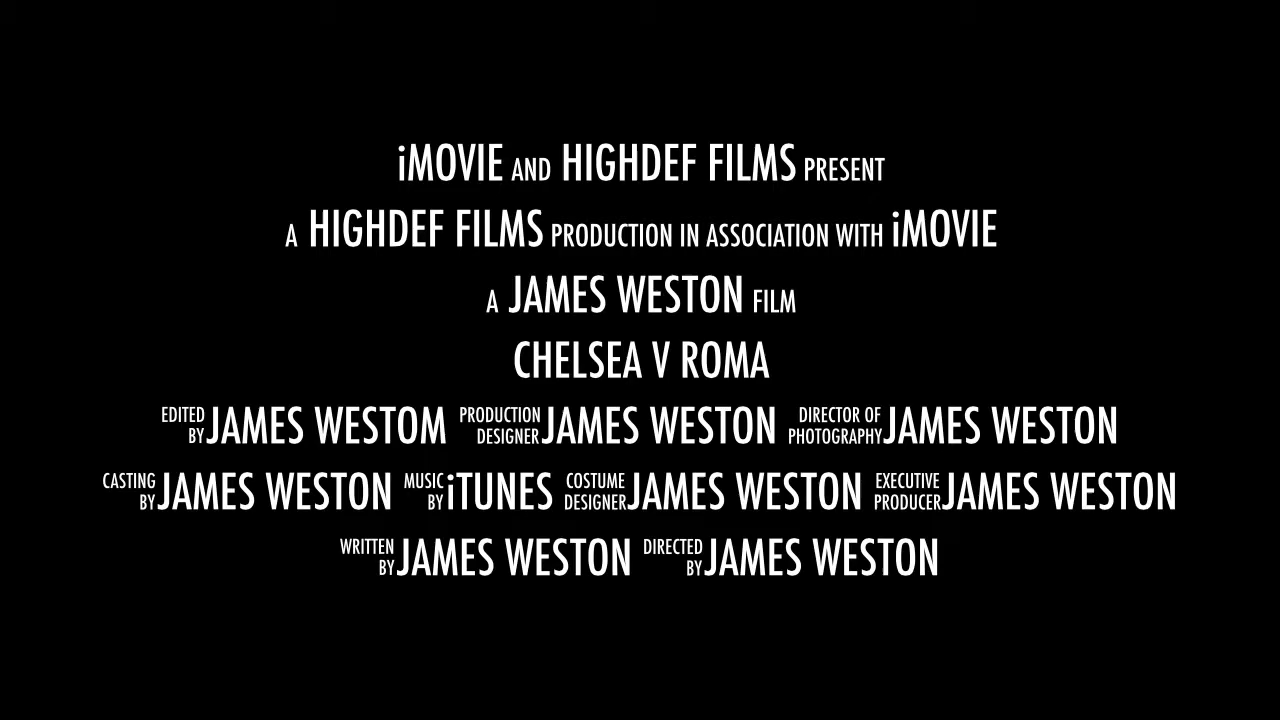 iMOVIE AND HIGHDEF FILMS PRESENT
A HIGHDEF FILMS PRODUCTION IN ASSOCIATION WITH iMOVIE
A JAMES WESTON FILM
CHELSEA V ROMA
EDITED BY JAMES WESTOM PRODUCTION DESIGNER JAMES WESTON DIRECTOR OF PHOTOGRAPHY JAMES WESTON
CASTING BY JAMES WESTON MUSIC BY iTUNES COSTUME DESIGNER JAMES WESTON EXECUTIVE PRODUCER JAMES WESTON
WRITTEN BY JAMES WESTON DIRECTED BY JAMES WESTON